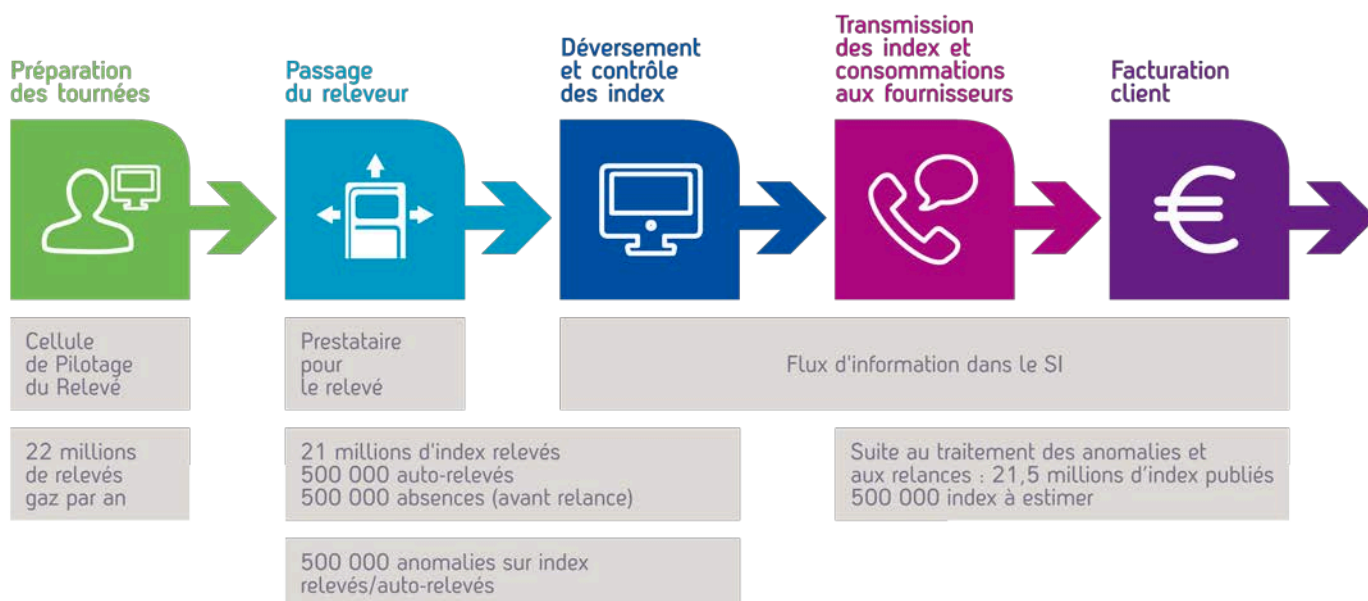 Préparation
des tournées
Passage
du releveur
Déversement
et contrôle
des index
Transmission
des index et
consommations
aux fournisseurs
Facturation
client
€
Cellule
de Pilotage
du Relevé
Prestataire
pour
le relevé
Flux d'information dans le SI
22 millions
de relevés
gaz par an
21 millions d'index relevés
500 000 auto-relevés
500 000 absences (avant relance)
Suite au traitement des anomalies et
aux relances : 21,5 millions d'index publiés
500 000 index à estimer
500 000 anomalies sur index
relevés/auto-relevés